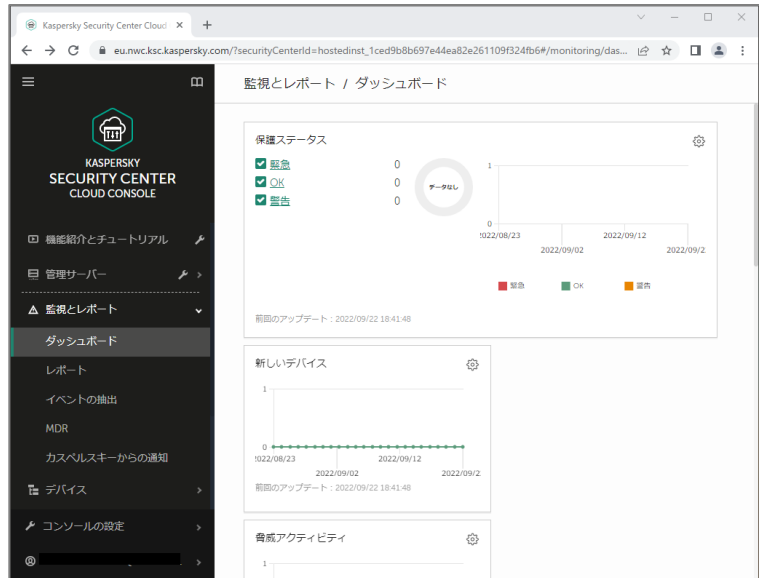 Kaspersky Security Center Cloud
eu.nwc.ksc.kaspersky.com/?securityCenterId=hostedinst_1ced9b8b697e44ea82e261109f324fb6#/monitoring/das...
KASPERSKY
SECURITY CENTER
CLOUD CONSOLE
機能紹介とチュートリアル
管理サーバー
監視とレポート
ダッシュボード
レポート
イベントの抽出
MDR
カスペルスキーからの通知
デバイス
コンソールの設定
監視とレポート / ダッシュボード
保護ステータス
緊急 0
OK 0
警告 0
データなし
1
0
2022/08/23 2022/09/12
2022/09/02 2022/09/2
緊急 OK 警告
前回のアップデート : 2022/09/22 18:41:48
新しいデバイス
1
0
2022/08/23 2022/09/12
2022/09/02 2022/09/2
前回のアップデート : 2022/09/22 18:41:48
脅威アクティビティ
1